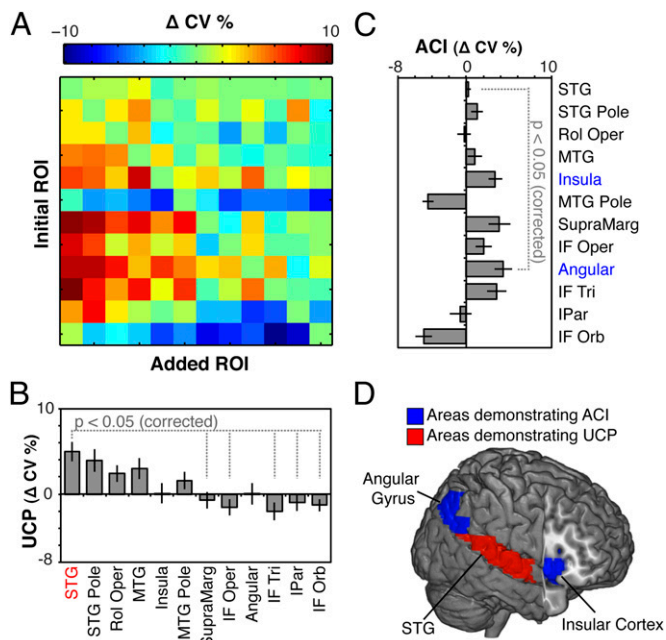 A
Δ CV %
-10
10
Initial ROI
Added ROI
B
UCP (Δ CV %)
10
0
-8
p < 0.05 (corrected)
STG
STG Pole
Rol Oper
MTG
Insula
MTG Pole
SupraMarg
IF Oper
Angular
IF Tri
IPar
IF Orb
C
ACI (Δ CV %)
-8
0
10
STG
STG Pole
Rol Oper
MTG
Insula
MTG Pole
SupraMarg
IF Oper
Angular
IF Tri
IPar
IF Orb
p < 0.05 (corrected)
D
Areas demonstrating ACI
Areas demonstrating UCP
Angular
Gyrus
STG
Insular Cortex